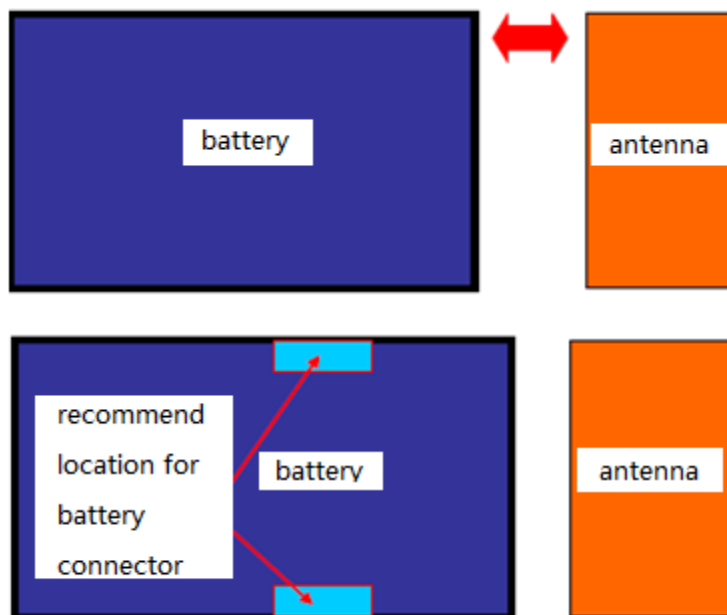 battery
antenna
recommend
location for
battery
connector
battery
antenna